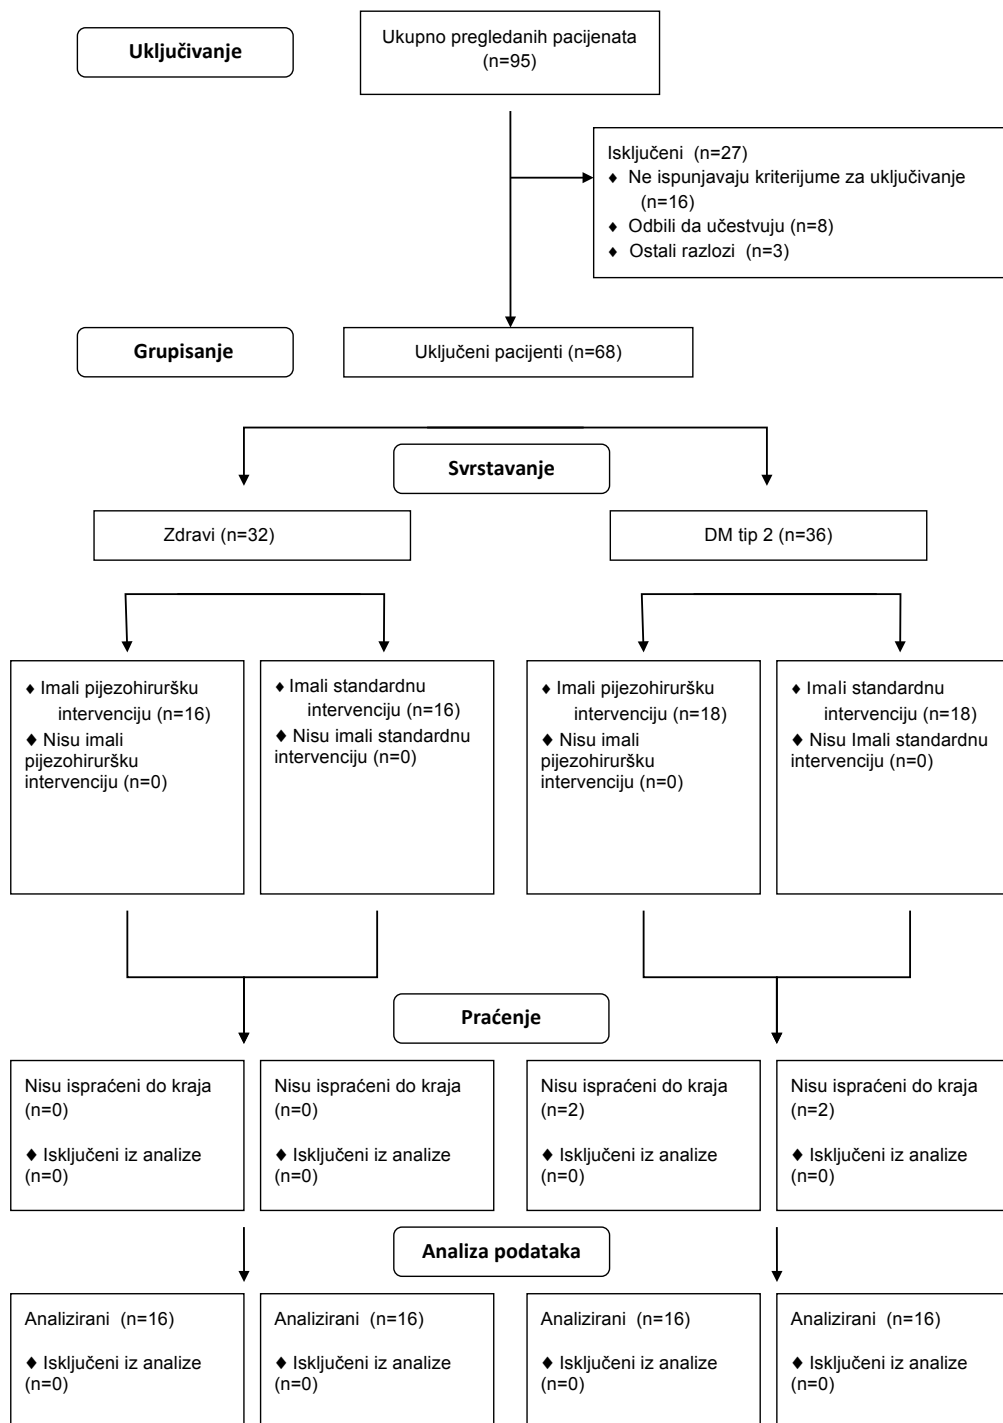 Uključivanje
Ukupno pregledanih pacijenata
(n=95)
Isključeni  (n=27)
♦ Ne ispunjavaju kriterijume za uključivanje
(n=16)
♦ Odbili da učestvuju (n=8)
♦ Ostali razlozi  (n=3)
Grupisanje
Uključeni pacijenti (n=68)
Svrstavanje
Zdravi (n=32)
DM tip 2 (n=36)
♦ Imali pijezohiruršku
intervenciju (n=16)
♦ Nisu imali
pijezohiruršku
intervenciju (n=0)
♦ Imali standardnu
intervenciju (n=16)
♦ Nisu imali standardnu
intervenciju (n=0)
♦ Imali pijezohiruršku
intervenciju (n=18)
♦ Nisu imali
pijezohiruršku
intervenciju (n=0)
♦ Imali standardnu
intervenciju (n=18)
♦ Nisu Imali standardnu
intervenciju (n=0)
Praćenje
Nisu ispraćeni do kraja
(n=0)
♦ Isključeni iz analize
(n=0)
Nisu ispraćeni do kraja
(n=0)
♦ Isključeni iz analize
(n=0)
Nisu ispraćeni do kraja
(n=2)
♦ Isključeni iz analize
(n=0)
Nisu ispraćeni do kraja
(n=2)
♦ Isključeni iz analize
(n=0)
Analiza podataka
Analizirani  (n=16)
♦ Isključeni iz analize
(n=0)
Analizirani  (n=16)
♦ Isključeni iz analize
(n=0)
Analizirani  (n=16)
♦ Isključeni iz analize
(n=0)
Analizirani  (n=16)
♦ Isključeni iz analize
(n=0)